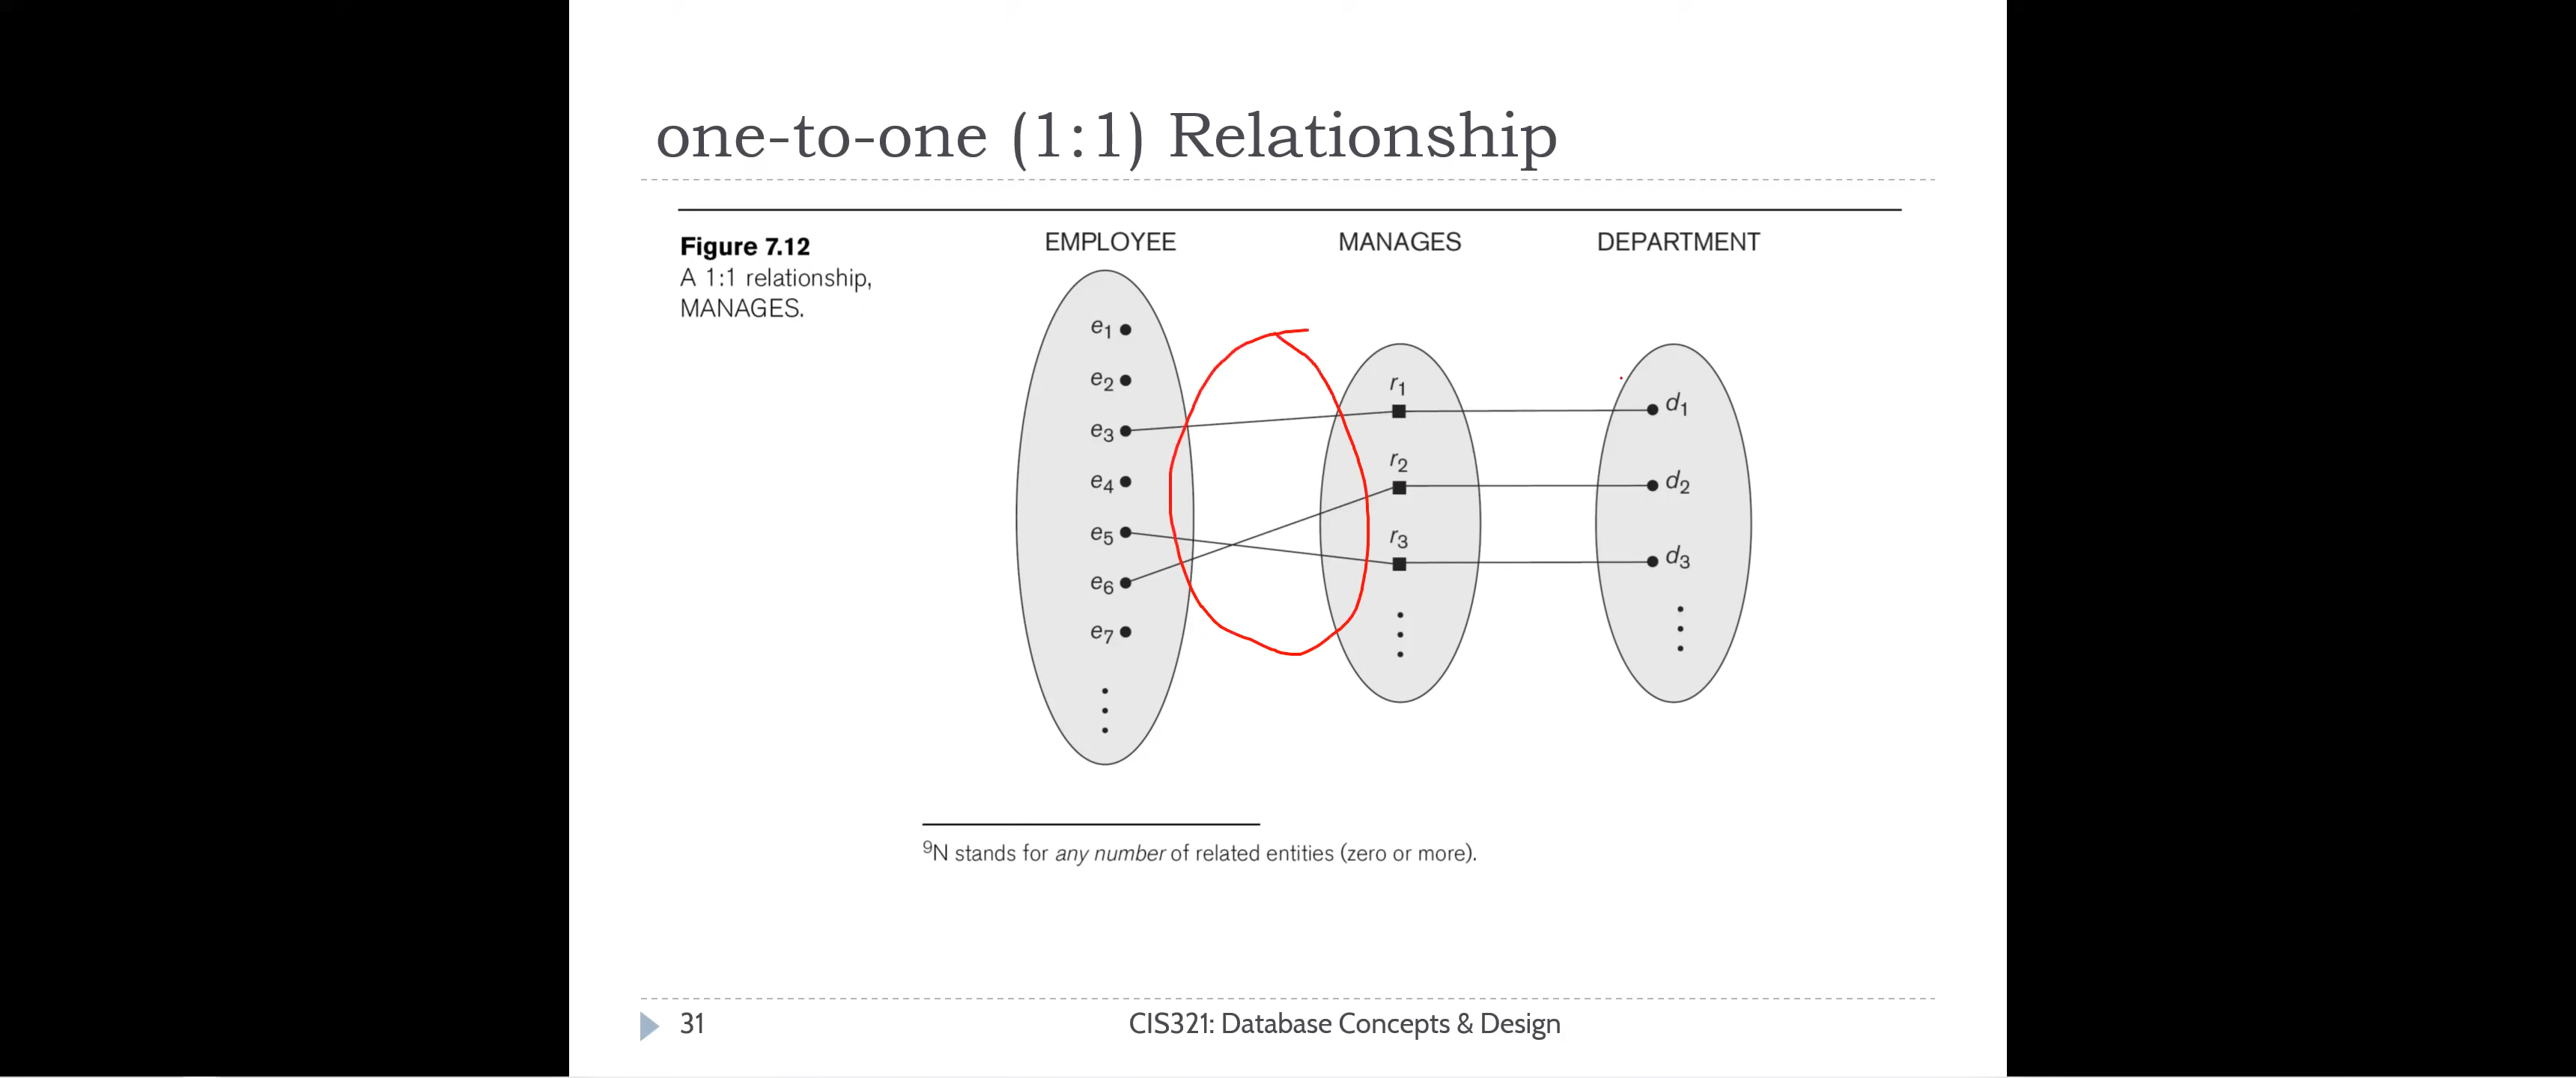 one-to-one (1:1) Relationship
Figure 7.12
A 1:1 relationship,
MANAGES.
EMPLOYEE MANAGES DEPARTMENT
e1
e2
e3
e4
e5
e6
e7
r1
r2
r3
d1
d2
d3
9N stands for any number of related entities (zero or more).
31 CIS321: Database Concepts & Design